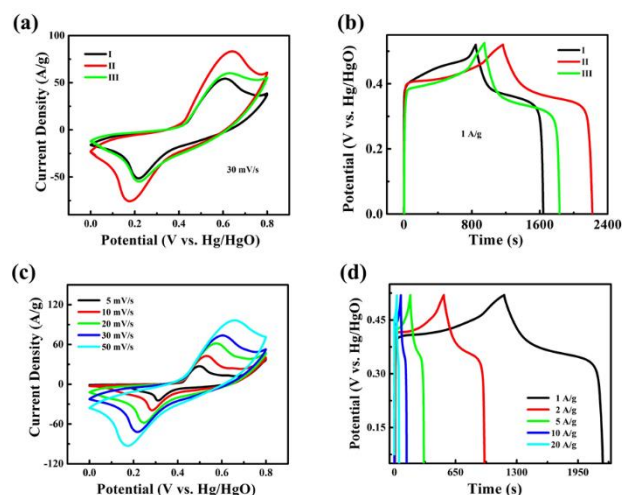 (a)
Current Density (A/g)
50
0
-50
I
II
III
30 mV/s
0.0 0.2 0.4 0.6 0.8
Potential (V vs. Hg/HgO)
(b)
Potential (V vs. Hg/HgO)
0.4
0.2
0.0
I
II
III
1 A/g
0 800 1600 2400
Time (s)
(c)
Current Density (A/g)
120
60
0
-60
-120
5 mV/s
10 mV/s
20 mV/s
30 mV/s
50 mV/s
0.0 0.2 0.4 0.6 0.8
Potential (V vs. Hg/HgO)
(d)
Potential (V vs. Hg/HgO)
0.45
0.30
0.15
1 A/g
2 A/g
5 A/g
10 A/g
20 A/g
0 650 1300 1950
Time (s)